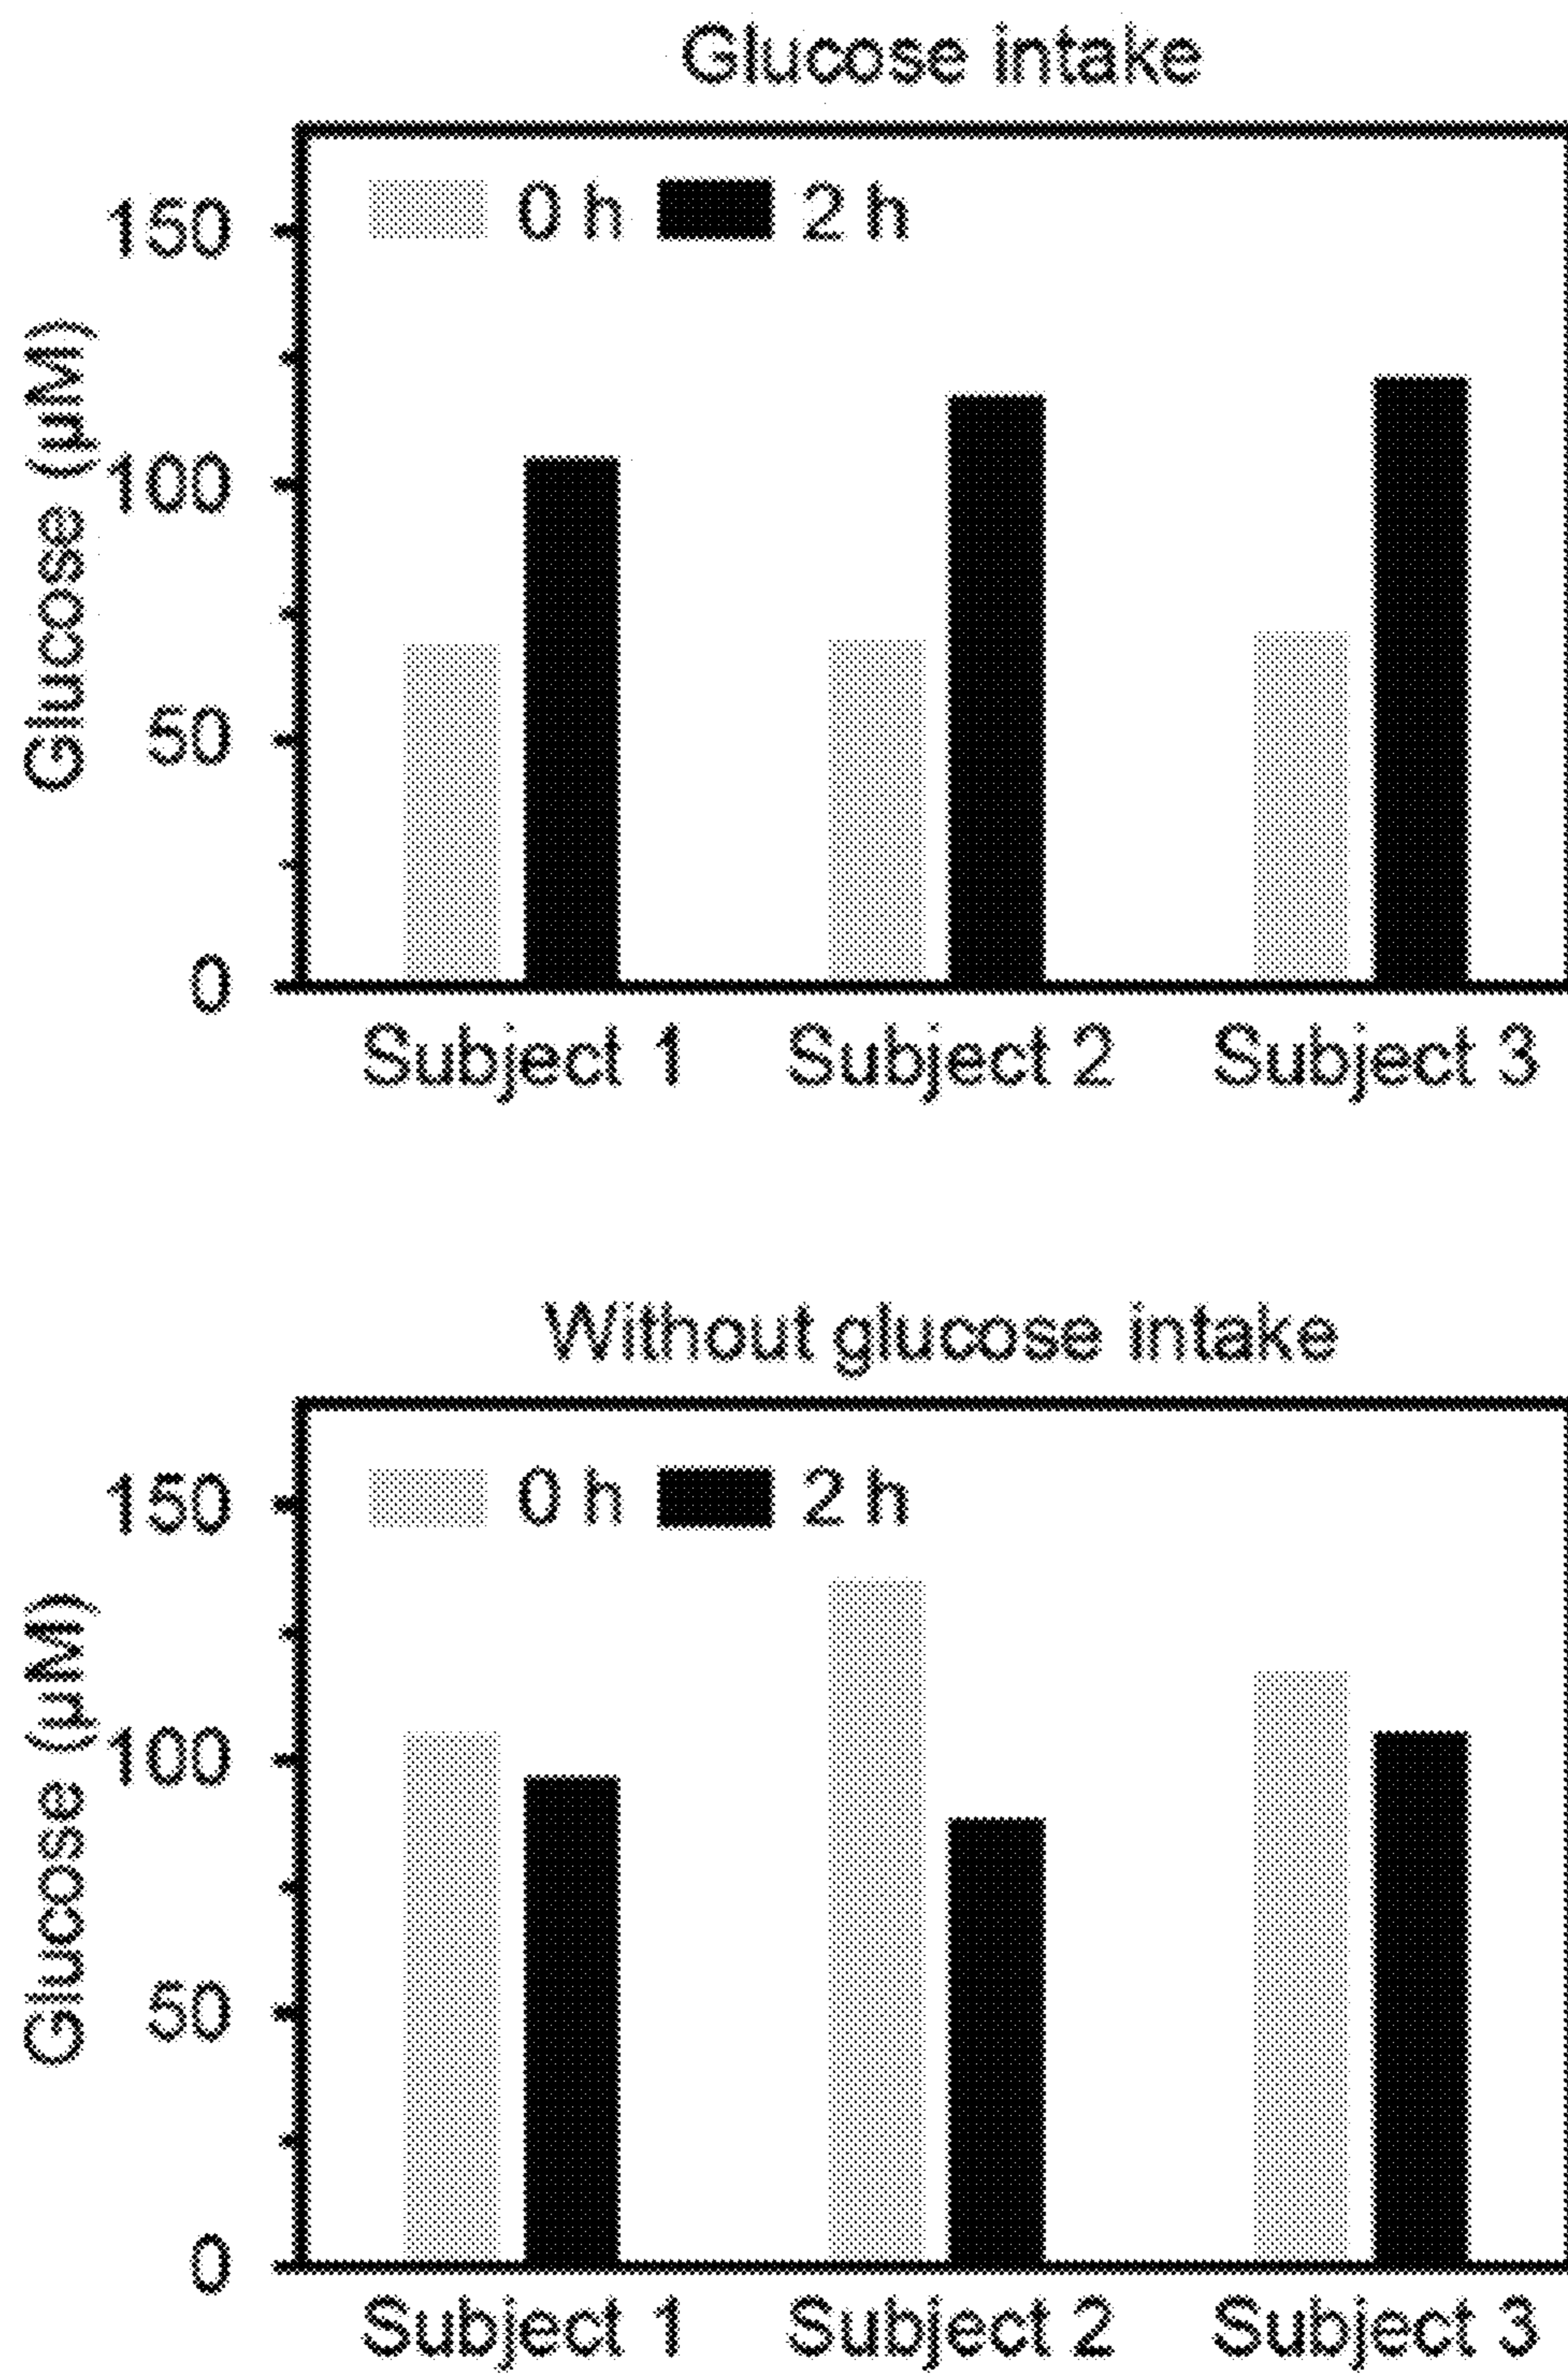 Glucose intake
0 h 2 h
150
100
50
0
Glucose (µM)
Subject 1 Subject 2 Subject 3
Without glucose intake
0 h 2 h
150
100
50
0
Glucose (µM)
Subject 1 Subject 2 Subject 3